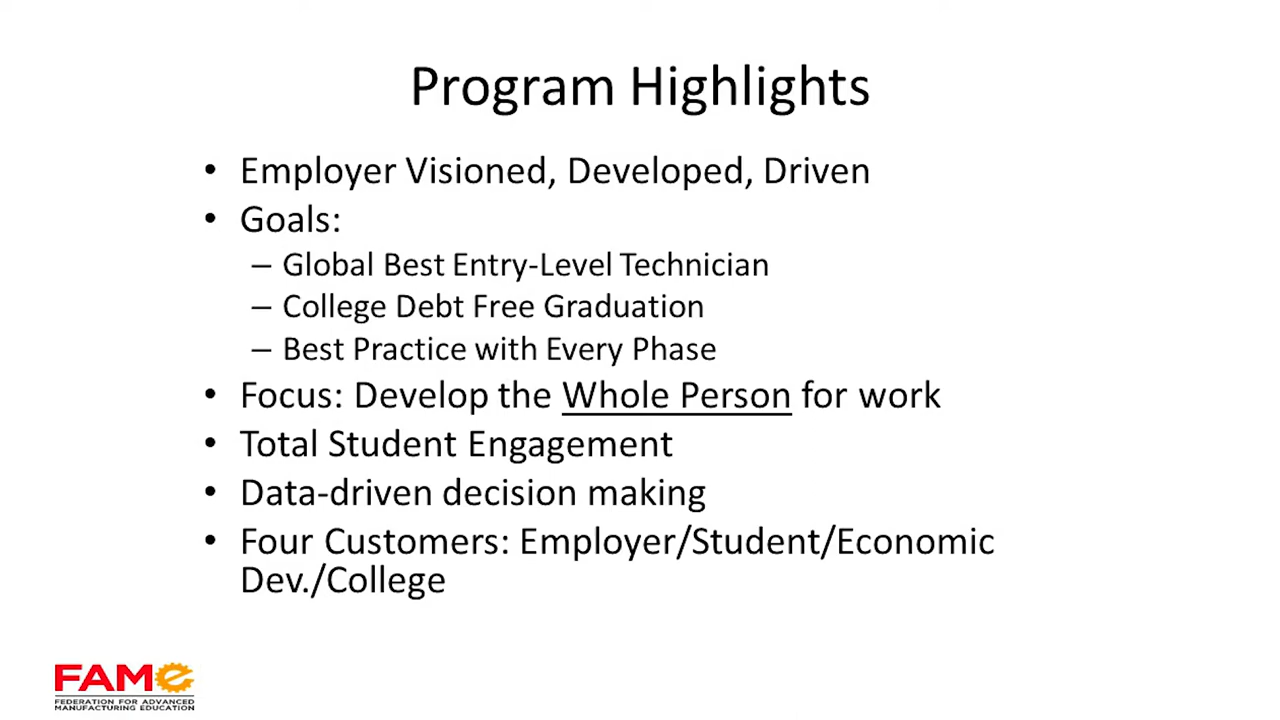 Program Highlights
• Employer Visioned, Developed, Driven
• Goals:
– Global Best Entry-Level Technician
– College Debt Free Graduation
– Best Practice with Every Phase
• Focus: Develop the Whole Person for work
• Total Student Engagement
• Data-driven decision making
• Four Customers: Employer/Student/Economic
Dev./College
FAMe
FEDERATION FOR ADVANCED
MANUFACTURING EDUCATION